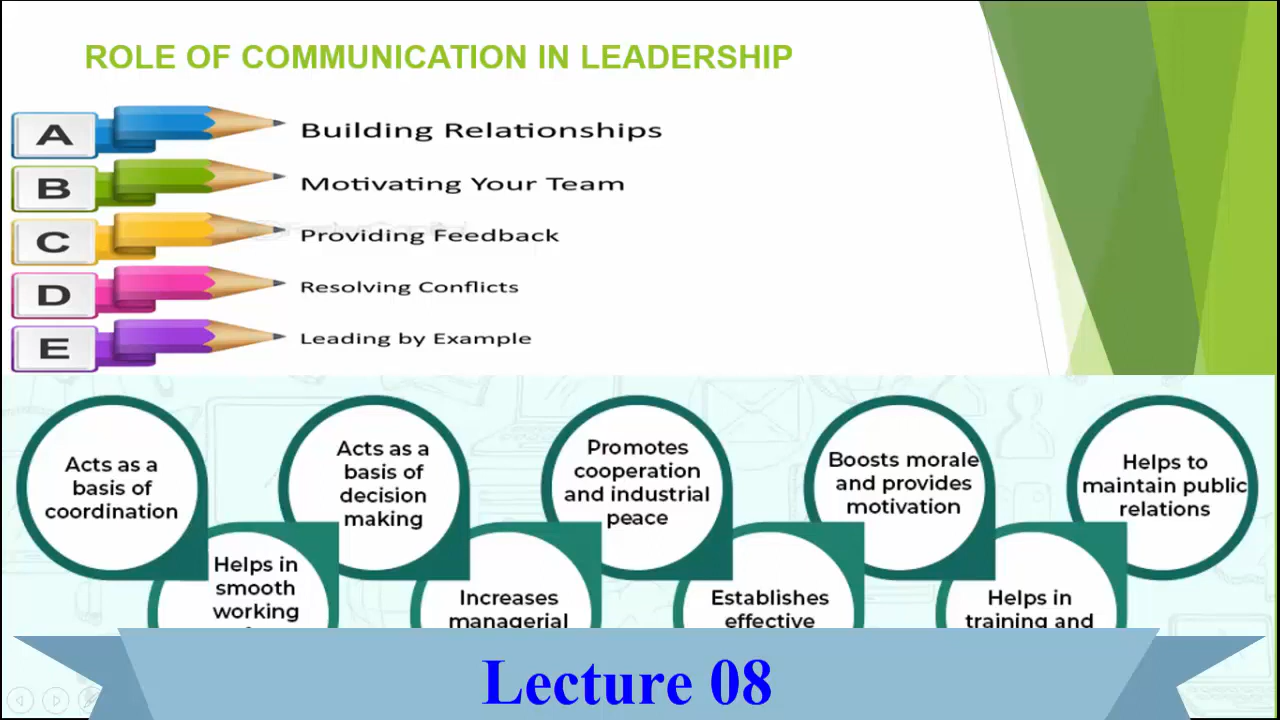 ROLE OF COMMUNICATION IN LEADERSHIP
A
Building Relationships
B
Motivating Your Team
C
Providing Feedback
D
Resolving Conflicts
E
Leading by Example
Acts as a
basis of
coordination
Helps in
smooth
working
Acts as a
basis of
decision
making
Increases
managerial
Promotes
cooperation
and industrial
peace
Establishes
effective
Boosts morale
and provides
motivation
Helps in
training and
Helps to
maintain public
relations
Lecture 08